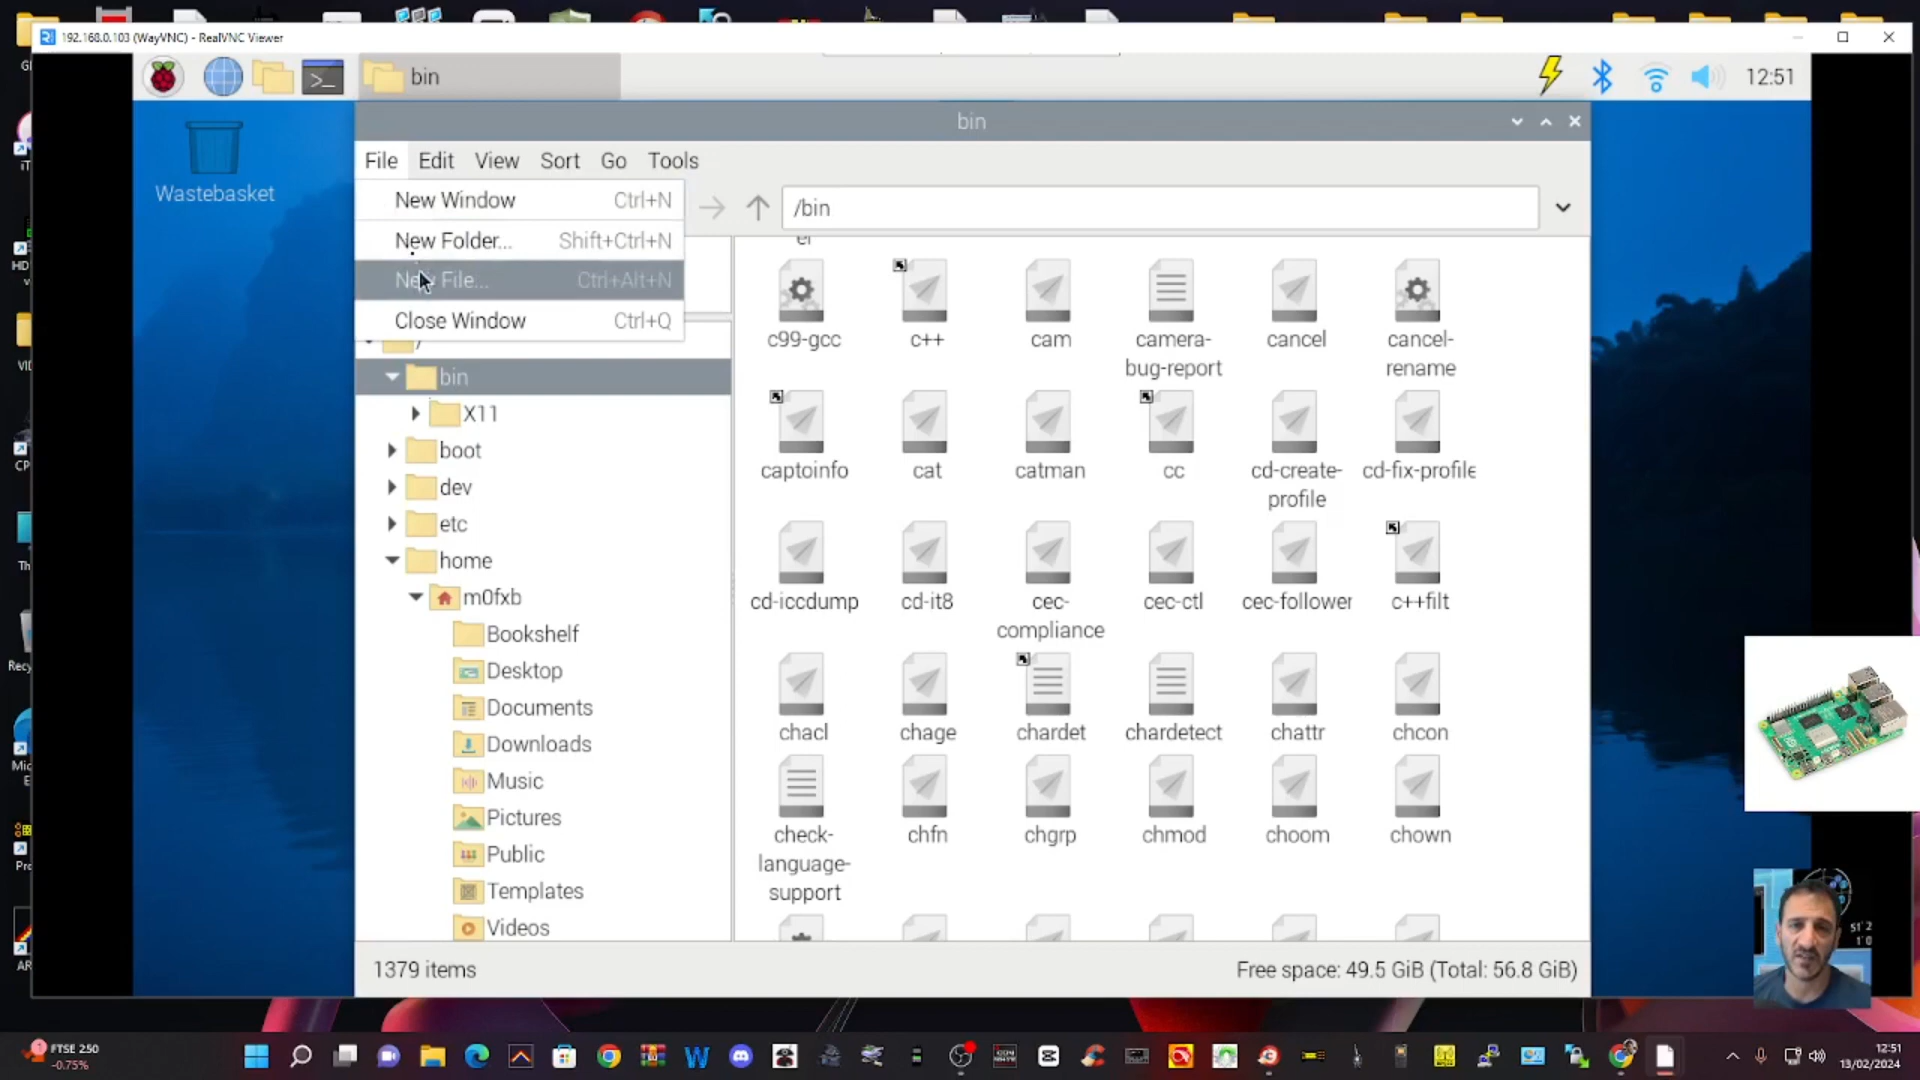 192.168.0.103 (WayVNC) - RealVNC Viewer
bin
12:51
Wastebasket
bin
File Edit View Sort Go Tools
New Window Ctrl+N
New Folder... Shift+Ctrl+N
New File... Ctrl+Alt+N
Close Window Ctrl+Q
/bin
/
bin
X11
boot
dev
etc
home
m0fxb
Bookshelf
Desktop
Documents
Downloads
Music
Pictures
Public
Templates
Videos
er
c99-gcc
c++
cam
camera-
bug-report
cancel
cancel-
rename
captoinfo
cat
catman
cc
cd-create-
profile
cd-fix-profile
cd-iccdump
cd-it8
cec-
compliance
cec-ctl
cec-follower
c++filt
chacl
chage
chardet
chardetect
chattr
chcon
check-
language-
support
chfn
chgrp
chmod
choom
chown
1379 items
Free space: 49.5 GiB (Total: 56.8 GiB)
FTSE 250
-0.75%
12:51
13/02/2024